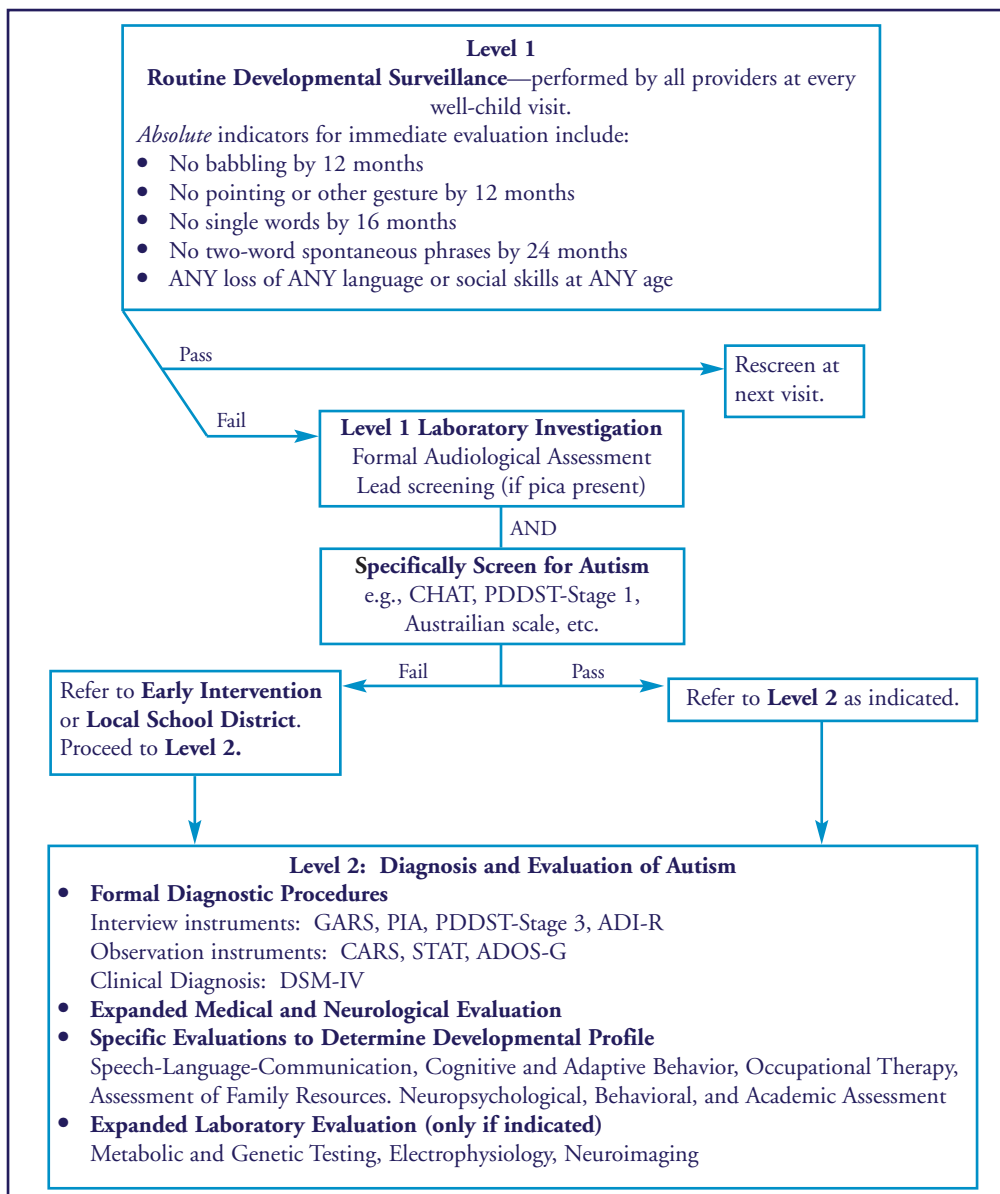 Level 1
Routine Developmental Surveillance—performed by all providers at every
well-child visit.
Absolute indicators for immediate evaluation include:
• No babbling by 12 months
• No pointing or other gesture by 12 months
• No single words by 16 months
• No two-word spontaneous phrases by 24 months
• ANY loss of ANY language or social skills at ANY age
Pass
Rescreen at
next visit.
Fail
Level 1 Laboratory Investigation
Formal Audiological Assessment
Lead screening (if pica present)
AND
Specifically Screen for Autism
e.g., CHAT, PDDST-Stage 1,
Austrailian scale, etc.
Fail
Pass
Refer to Early Intervention
or Local School District.
Proceed to Level 2.
Refer to Level 2 as indicated.
Level 2: Diagnosis and Evaluation of Autism
• Formal Diagnostic Procedures
Interview instruments: GARS, PIA, PDDST-Stage 3, ADI-R
Observation instruments: CARS, STAT, ADOS-G
Clinical Diagnosis: DSM-IV
• Expanded Medical and Neurological Evaluation
• Specific Evaluations to Determine Developmental Profile
Speech-Language-Communication, Cognitive and Adaptive Behavior, Occupational Therapy,
Assessment of Family Resources. Neuropsychological, Behavioral, and Academic Assessment
• Expanded Laboratory Evaluation (only if indicated)
Metabolic and Genetic Testing, Electrophysiology, Neuroimaging